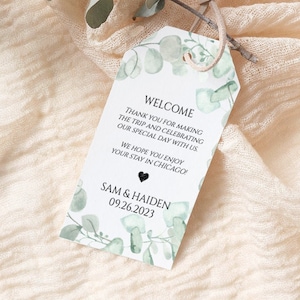 WELCOME
THANK YOU FOR MAKING
THE TRIP AND CELEBRATING
OUR SPECIAL DAY WITH US.
WE HOPE YOU ENJOY
YOUR STAY IN CHICAGO!
SAM & HAIDEN
09.26.2023